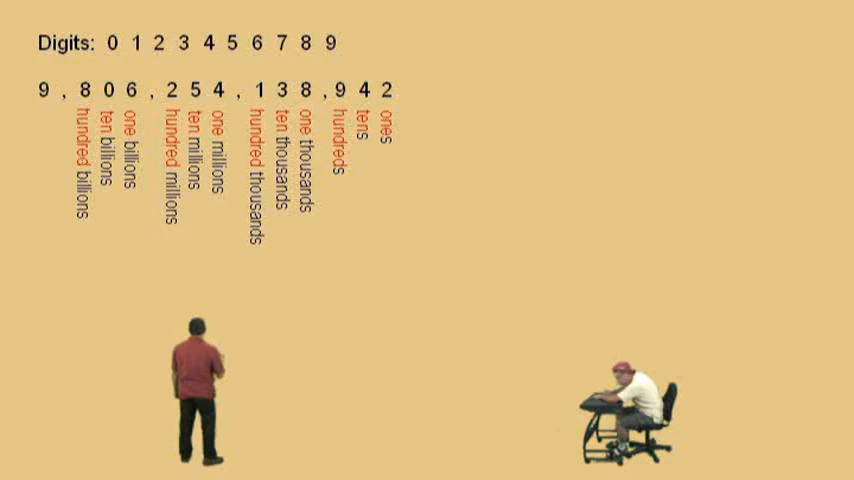 Digits: 0 1 2 3 4 5 6 7 8 9
9 , 8 0 6 , 2 5 4 , 1 3 8 , 9 4 2
hundred billions
ten billions
one billions
hundred millions
ten millions
one millions
hundred thousands
ten thousands
one thousands
hundreds
tens
ones